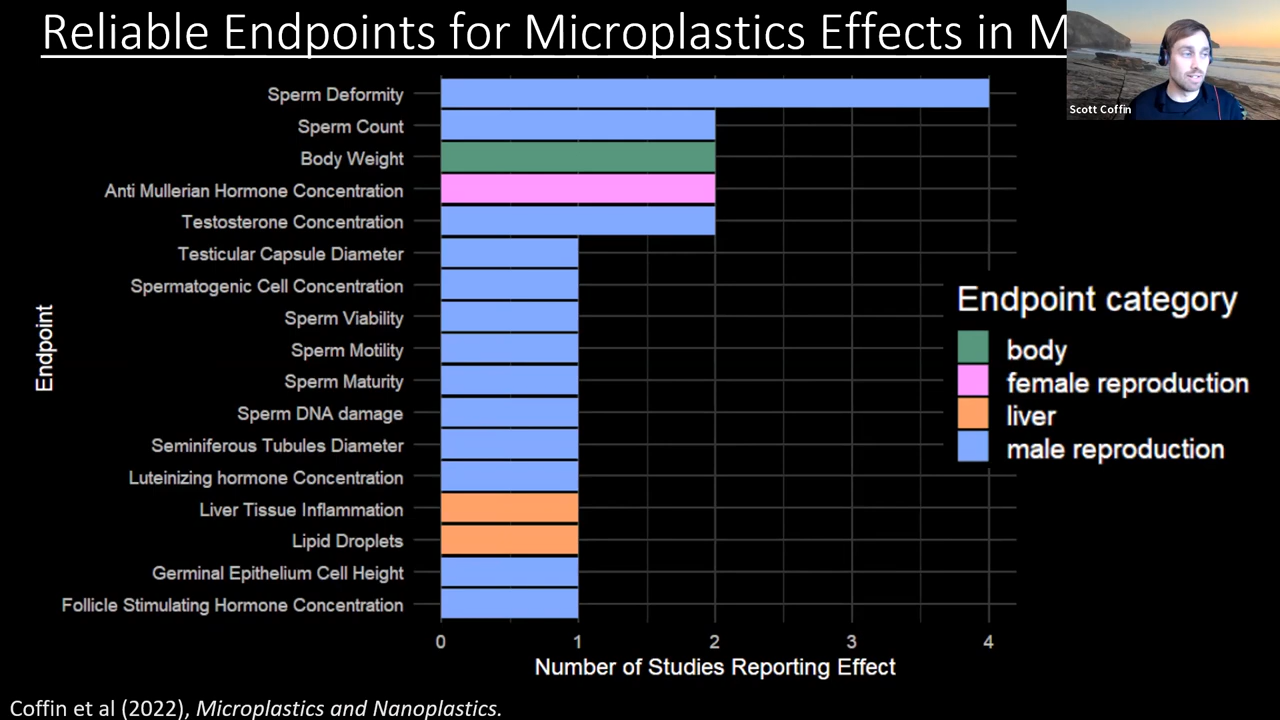 Reliable Endpoints for Microplastics Effects in M
Scott Coffin
Sperm Deformity
Sperm Count
Body Weight
Anti Mullerian Hormone Concentration
Testosterone Concentration
Testicular Capsule Diameter
Spermatogenic Cell Concentration
Sperm Viability
Sperm Motility
Sperm Maturity
Sperm DNA damage
Seminiferous Tubules Diameter
Luteinizing hormone Concentration
Liver Tissue Inflammation
Lipid Droplets
Germinal Epithelium Cell Height
Follicle Stimulating Hormone Concentration
Endpoint
0 1 2 3 4
Number of Studies Reporting Effect
Endpoint category
body
female reproduction
liver
male reproduction
Coffin et al (2022), Microplastics and Nanoplastics.